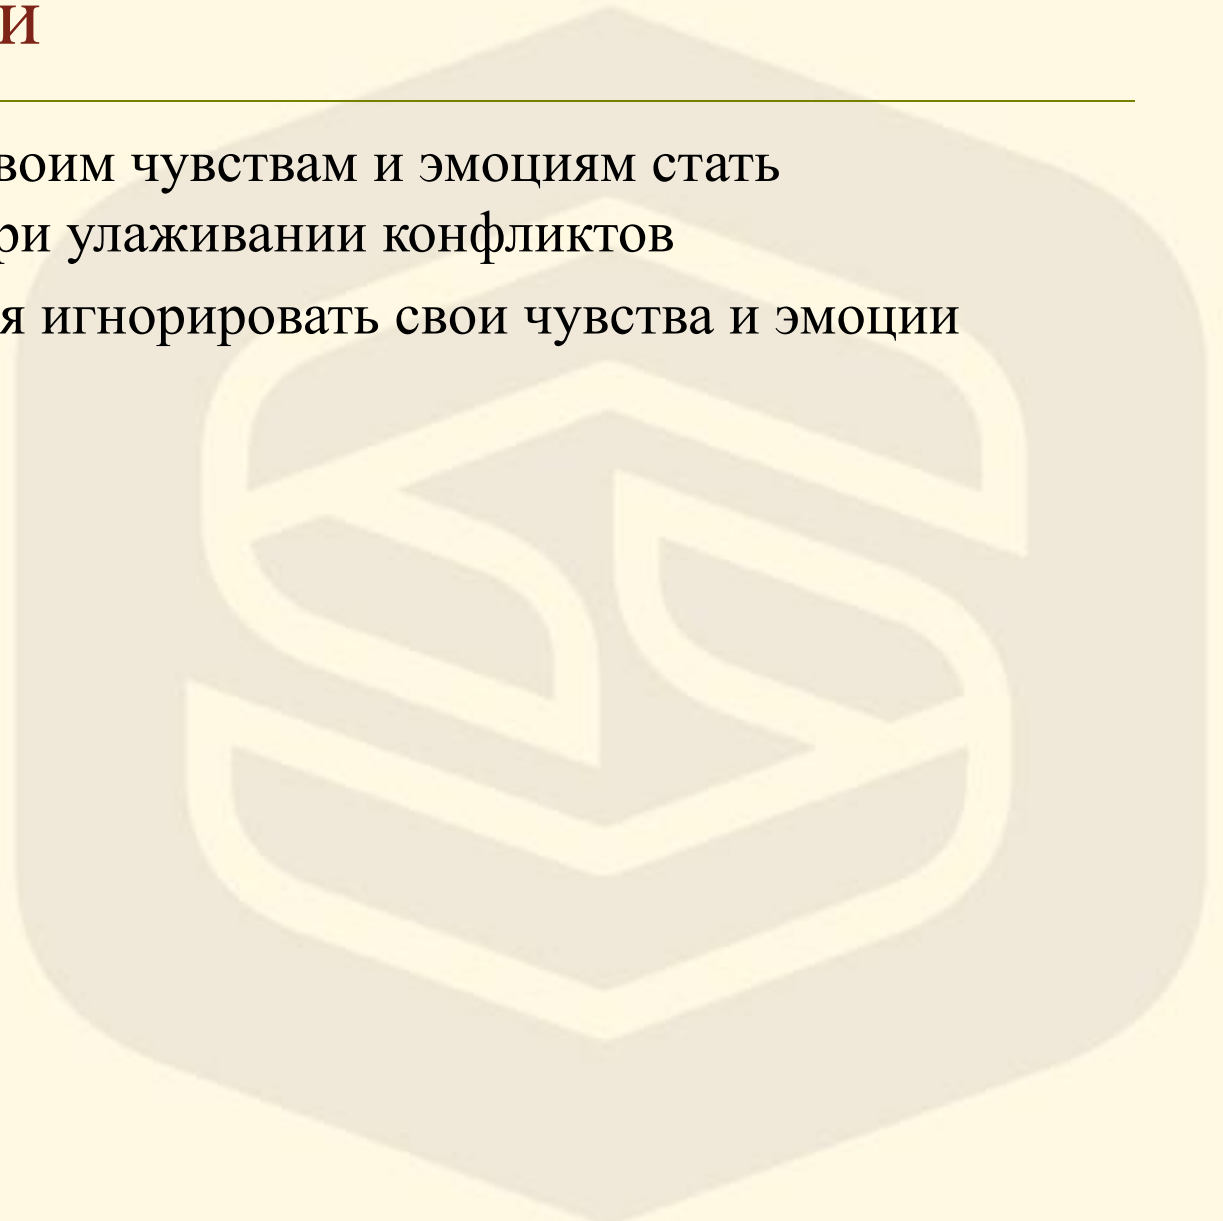 и
воим чувствам и эмоциям стать
ри улаживании конфликтов
я игнорировать свои чувства и эмоции